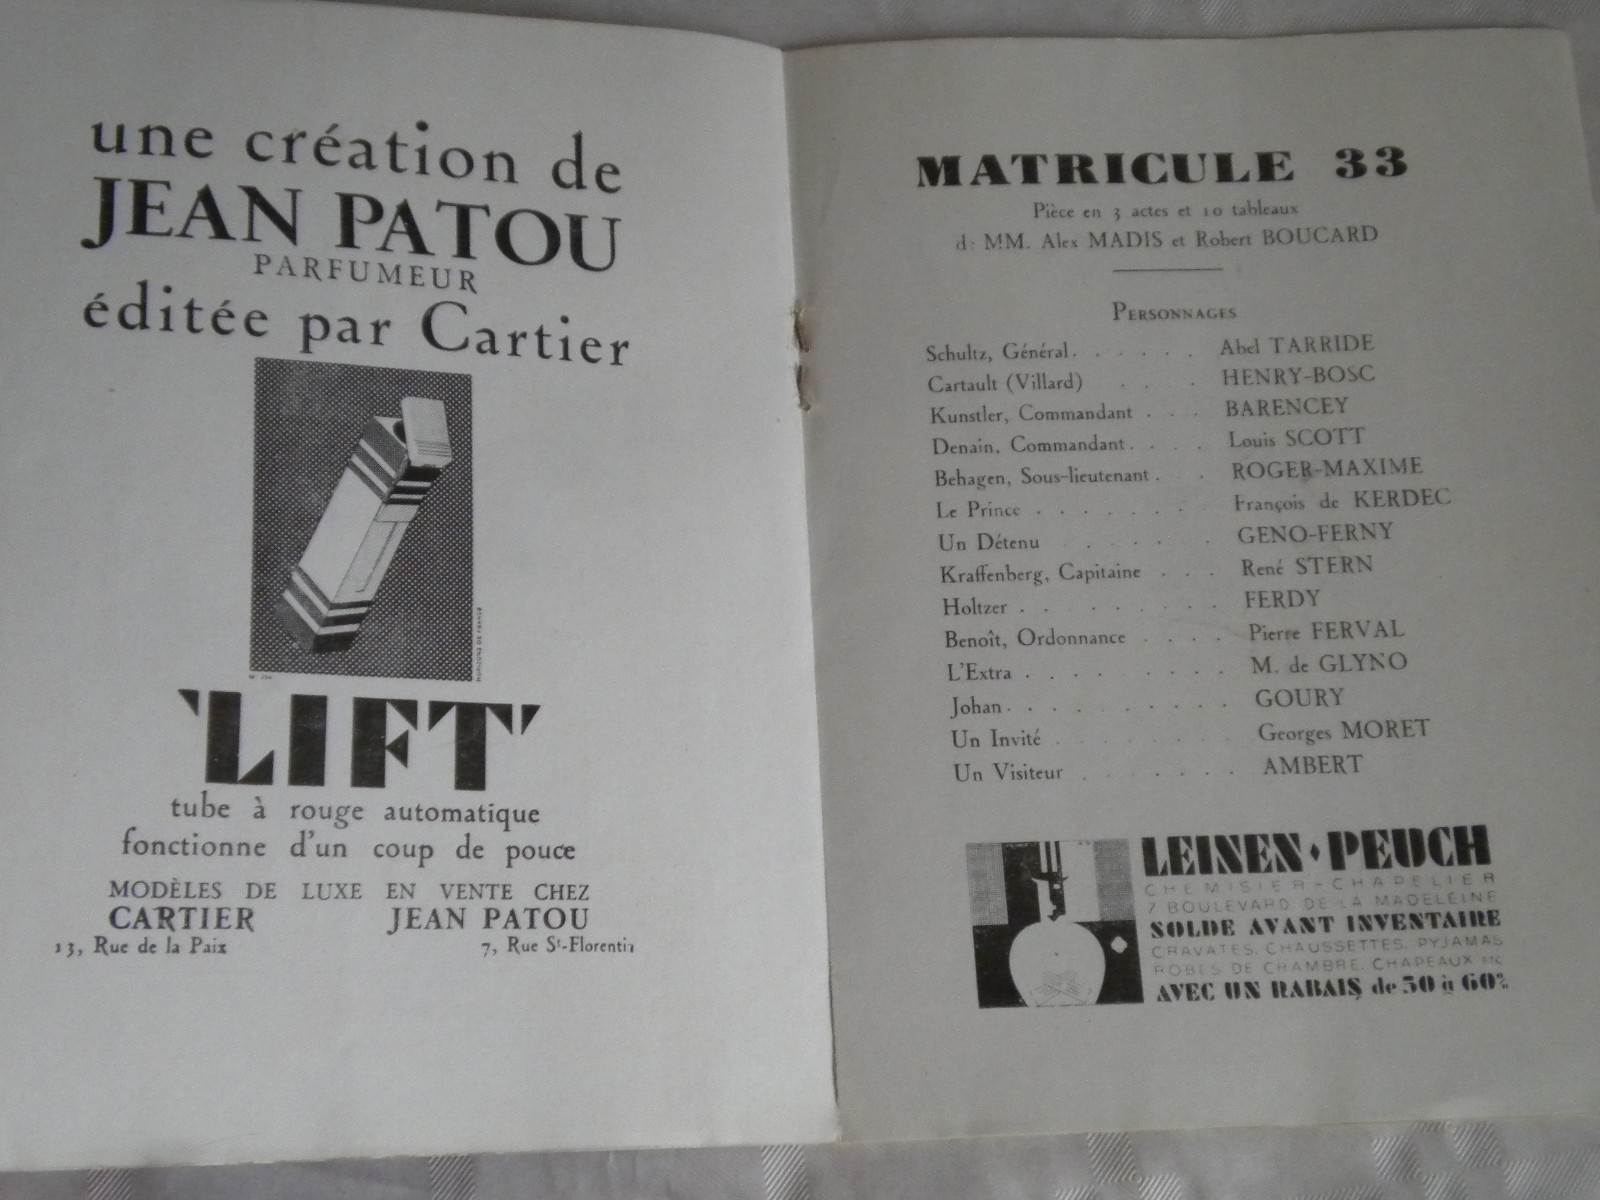 une création de
JEAN PATOU
PARFUMEUR
éditée par Cartier
'LIFT'
tube à rouge automatique
fonctionne d'un coup de pouce
MODÈLES DE LUXE EN VENTE CHEZ
CARTIER JEAN PATOU
13, Rue de la Paix 7, Rue St-Florentin
MATRICULE 33
Pièce en 3 actes et 10 tableaux
d: MM. Alex MADIS et Robert BOUCARD
PERSONNAGES
Schultz, Général. . . . . . Abel TARRIDE
Cartault (Villard) . . . HENRY-BOSC
Kunstler, Commandant . . . BARENCEY
Denain, Commandant. . . . Louis SCOTT
Behagen, Sous-lieutenant . . . ROGER-MAXIME
Le Prince . . . . . . . François de KERDEC
Un Détenu . . . . . . GENO-FERNY
Kraffenberg, Capitaine . . . René STERN
Holtzer . . . . . . . . FERDY
Benoît, Ordonnance . . . . Pierre FERVAL
L'Extra . . . . . . . . M. de GLYNO
Johan . . . . . . . . . GOURY
Un Invité . . . . . . . Georges MORET
Un Visiteur . . . . . . . AMBERT
LEINEN • PEUCH
CHEMISIER-CHAPELIER
7 BOULEVARD DE LA MADELEINE
SOLDE AVANT INVENTAIRE
CRAVATES, CHAUSSETTES, PYJAMAS
ROBES DE CHAMBRE, CHAPEAUX ETC
AVEC UN RABAIS de 50 à 60%